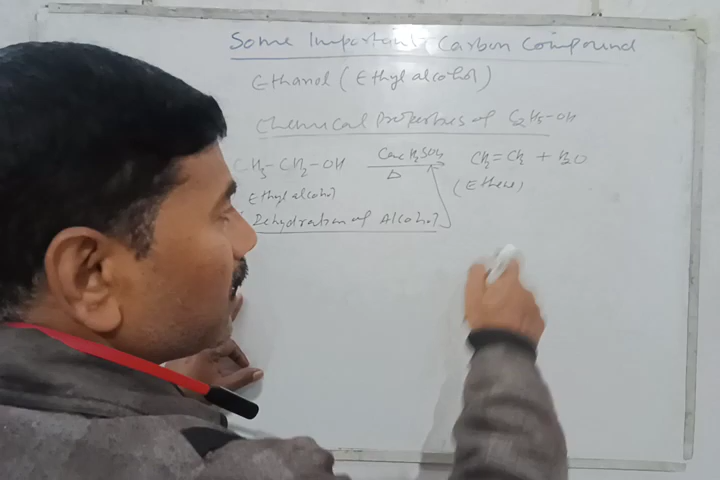 Some Important Carbon Compound
Ethanol (Ethyl alcohol)
Chemical Properties of C2H5-OH
CH3-CH2-OH Conc H2SO4 Δ CH2=CH2 + H2O
Ethyl alcohol (Ethene)
Dehydration of Alcohol